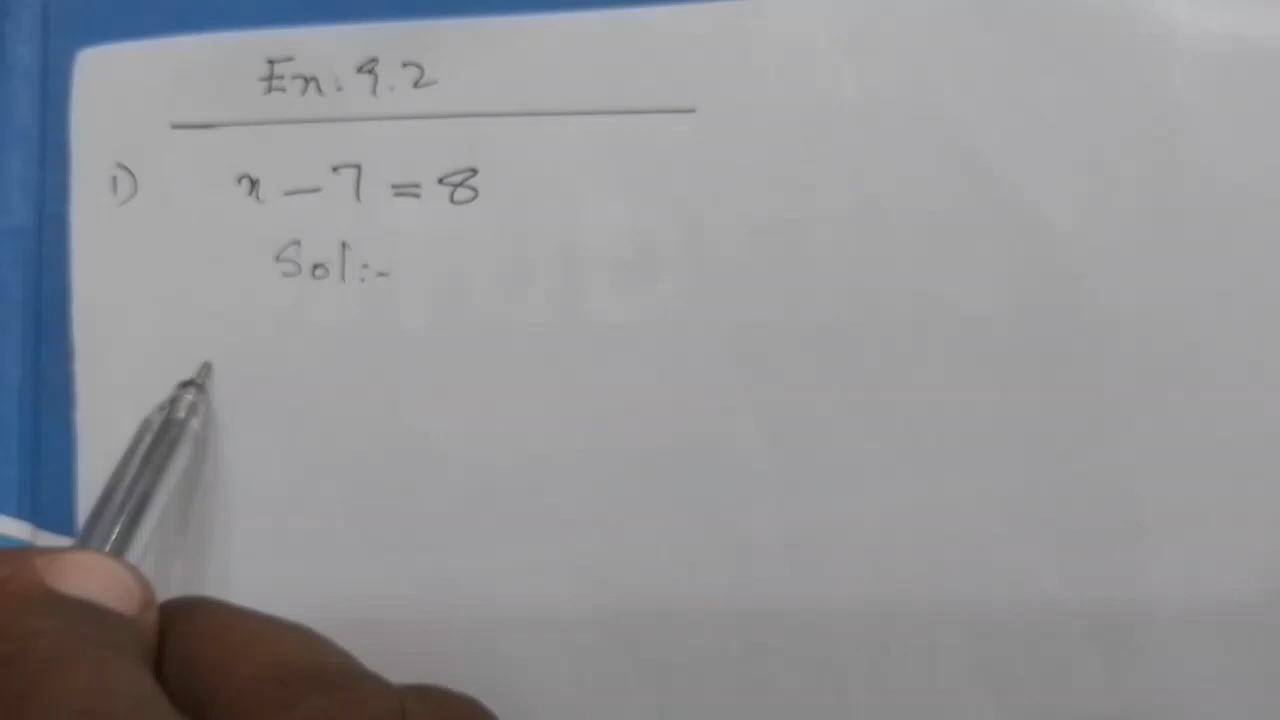 Ex. 9.2
1) x - 7 = 8
Sol:-